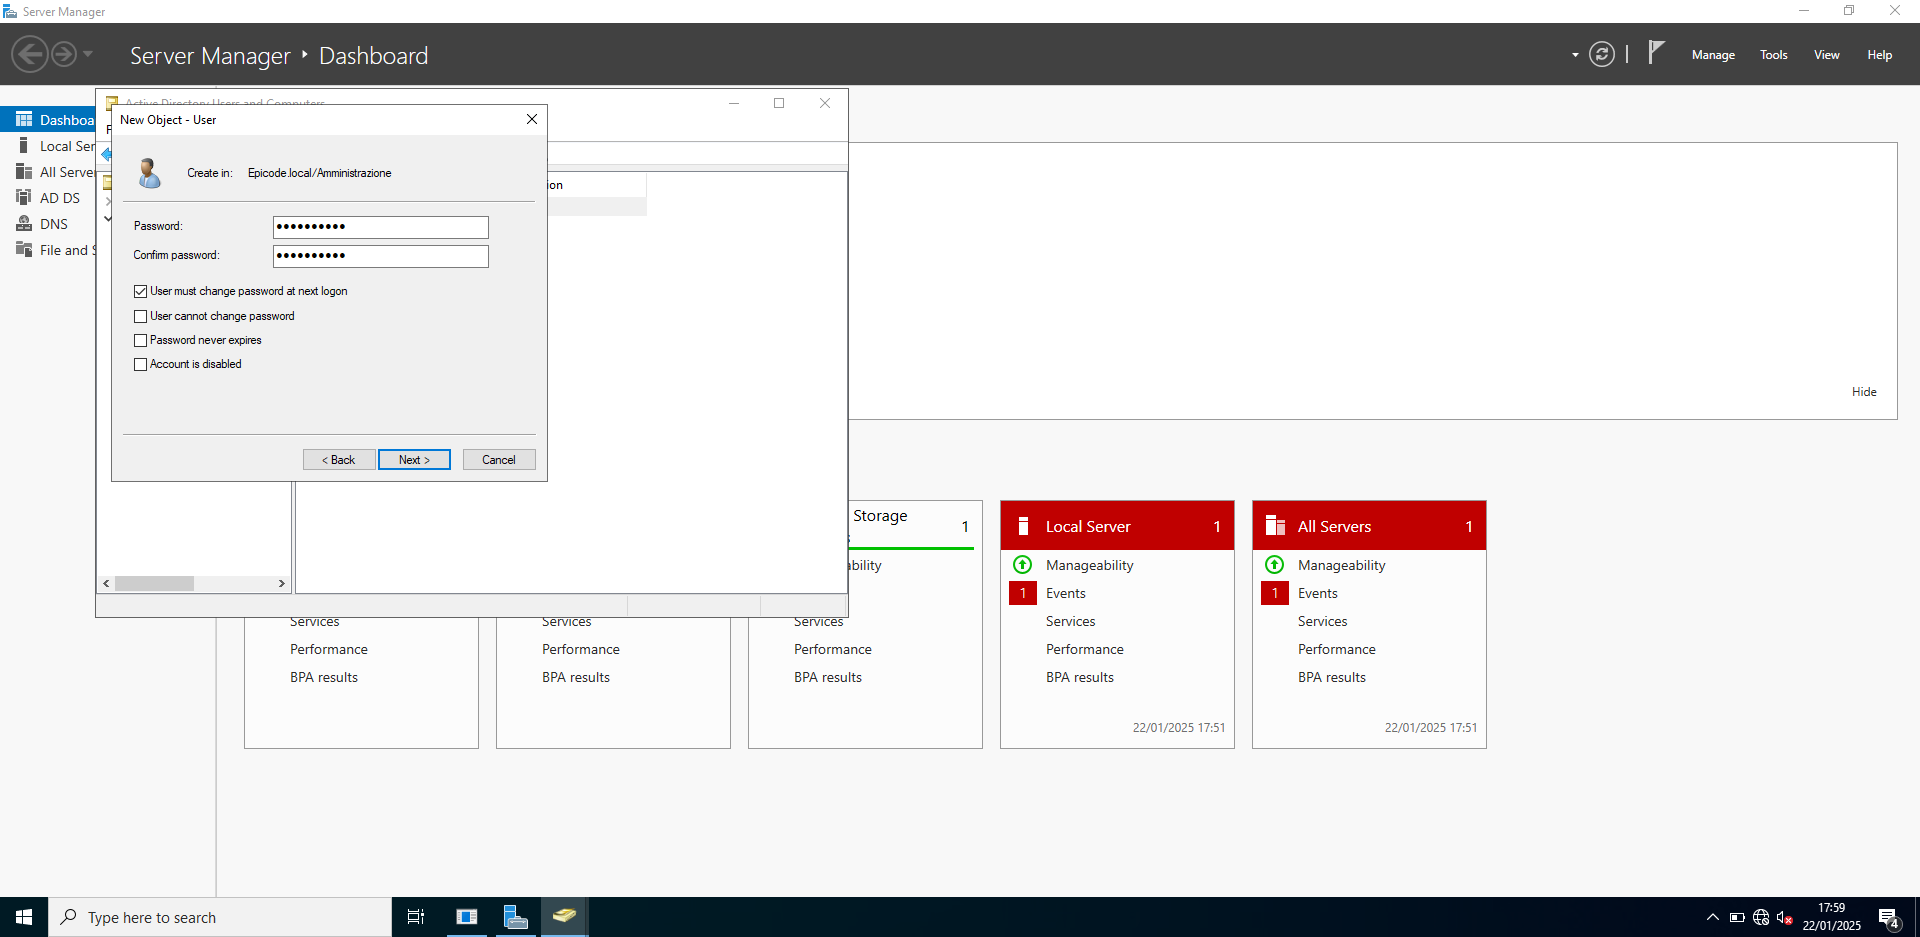 Server Manager
Server Manager ‣ Dashboard
Manage Tools View Help
Active Directory Users and Computers
New Object - User
Create in: Epicode.local/Amministrazione
ion
Password: ●●●●●●●●●●
Confirm password: ●●●●●●●●●●
User must change password at next logon
User cannot change password
Password never expires
Account is disabled
< Back Next > Cancel
Dashboa
Local Ser
All Server
AD DS
DNS
File and S
Hide
Services
Performance
BPA results
Services
Performance
BPA results
Storage 1
ability
Services
Performance
BPA results
Local Server 1
Manageability
1 Events
Services
Performance
BPA results
22/01/2025 17:51
All Servers 1
Manageability
1 Events
Services
Performance
BPA results
22/01/2025 17:51
Type here to search
17:59
22/01/2025
4